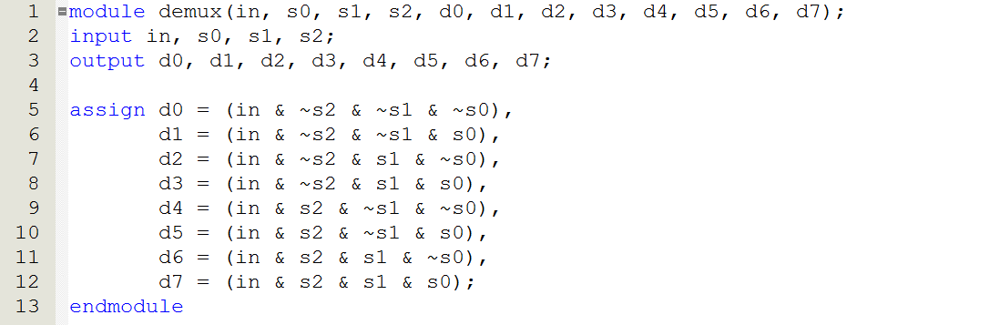 1 module demux(in, s0, s1, s2, d0, d1, d2, d3, d4, d5, d6, d7);
2 input in, s0, s1, s2;
3 output d0, d1, d2, d3, d4, d5, d6, d7;
4
5 assign d0 = (in & ~s2 & ~s1 & ~s0),
6 d1 = (in & ~s2 & ~s1 & s0),
7 d2 = (in & ~s2 & s1 & ~s0),
8 d3 = (in & ~s2 & s1 & s0),
9 d4 = (in & s2 & ~s1 & ~s0),
10 d5 = (in & s2 & ~s1 & s0),
11 d6 = (in & s2 & s1 & ~s0),
12 d7 = (in & s2 & s1 & s0);
13 endmodule